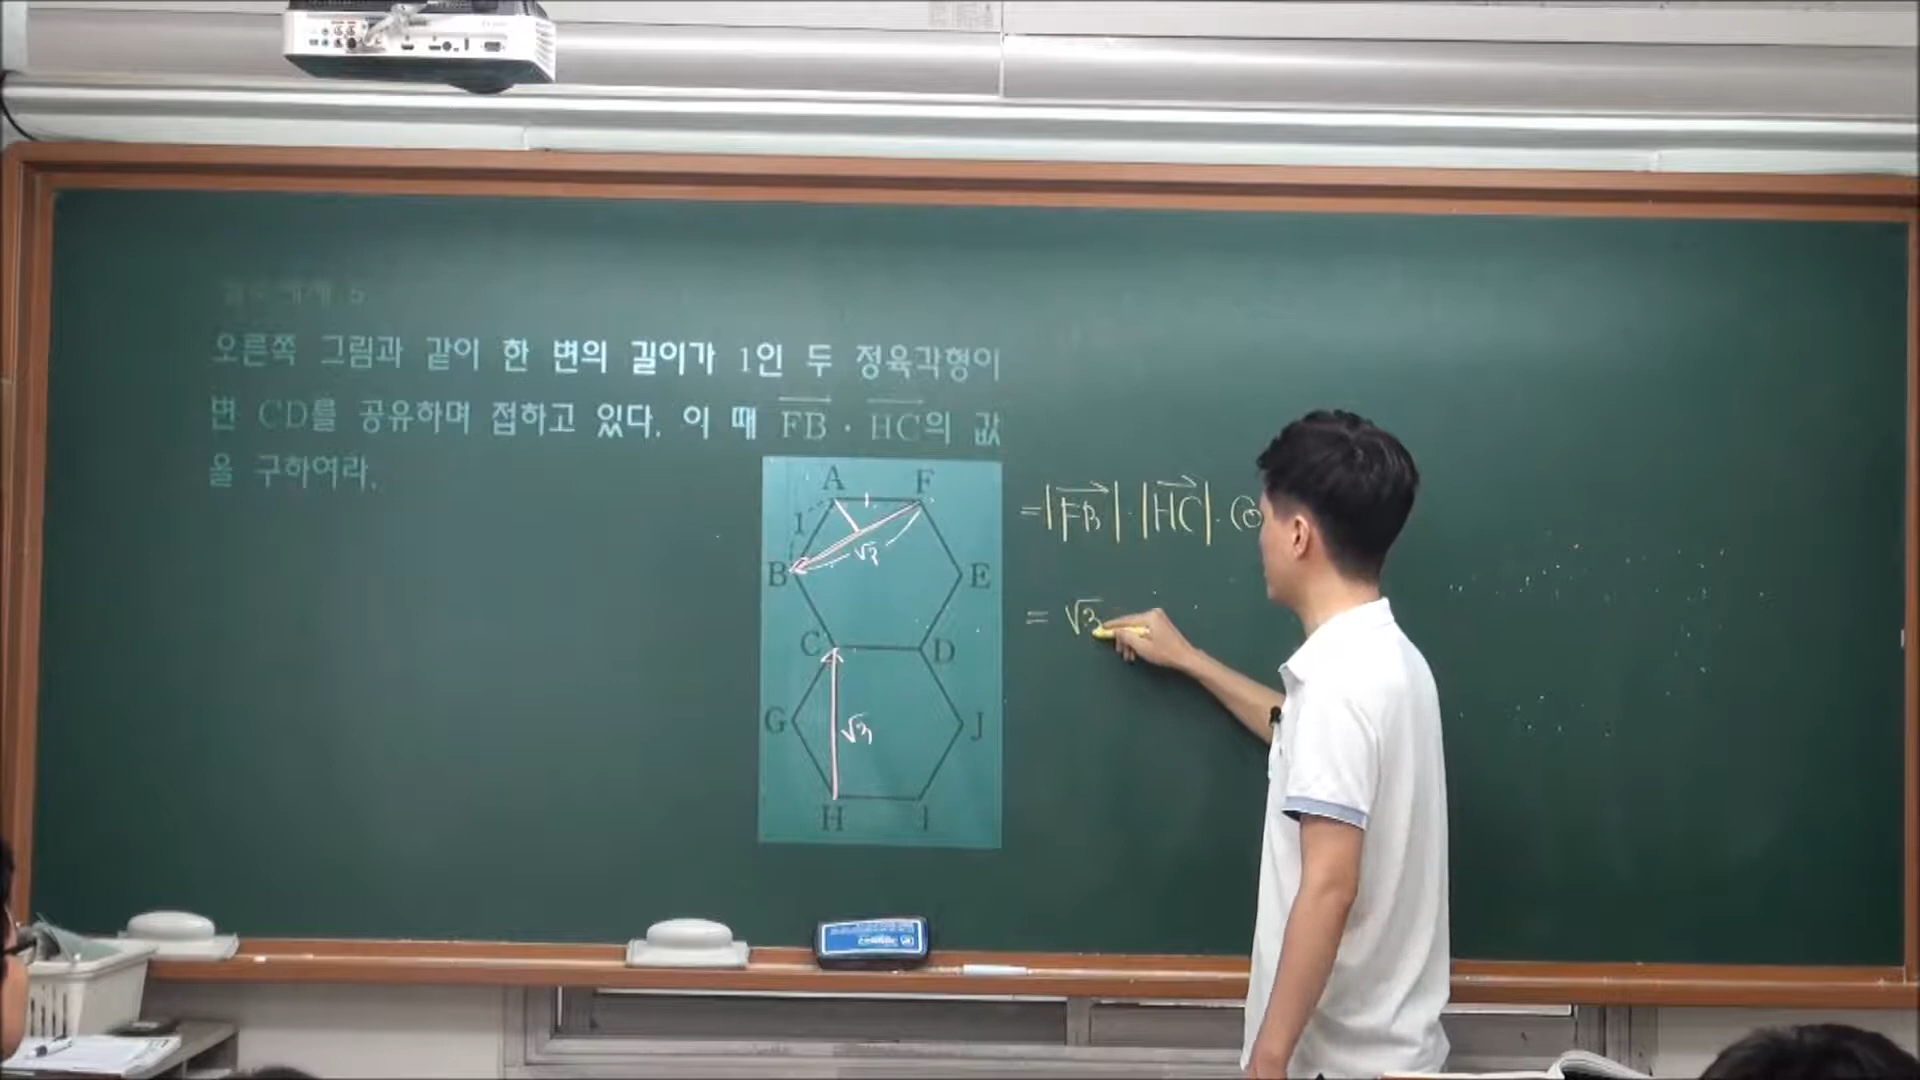 오른쪽 그림과 같이 한 변의 길이가 1인 두 정육각형이
변 CD를 공유하며 접하고 있다. 이 때 FB · HC의 값
을 구하여라.
A F
1
√3
B E
C D
G √3 J
H I
= |FB| · |HC| ·
= √3